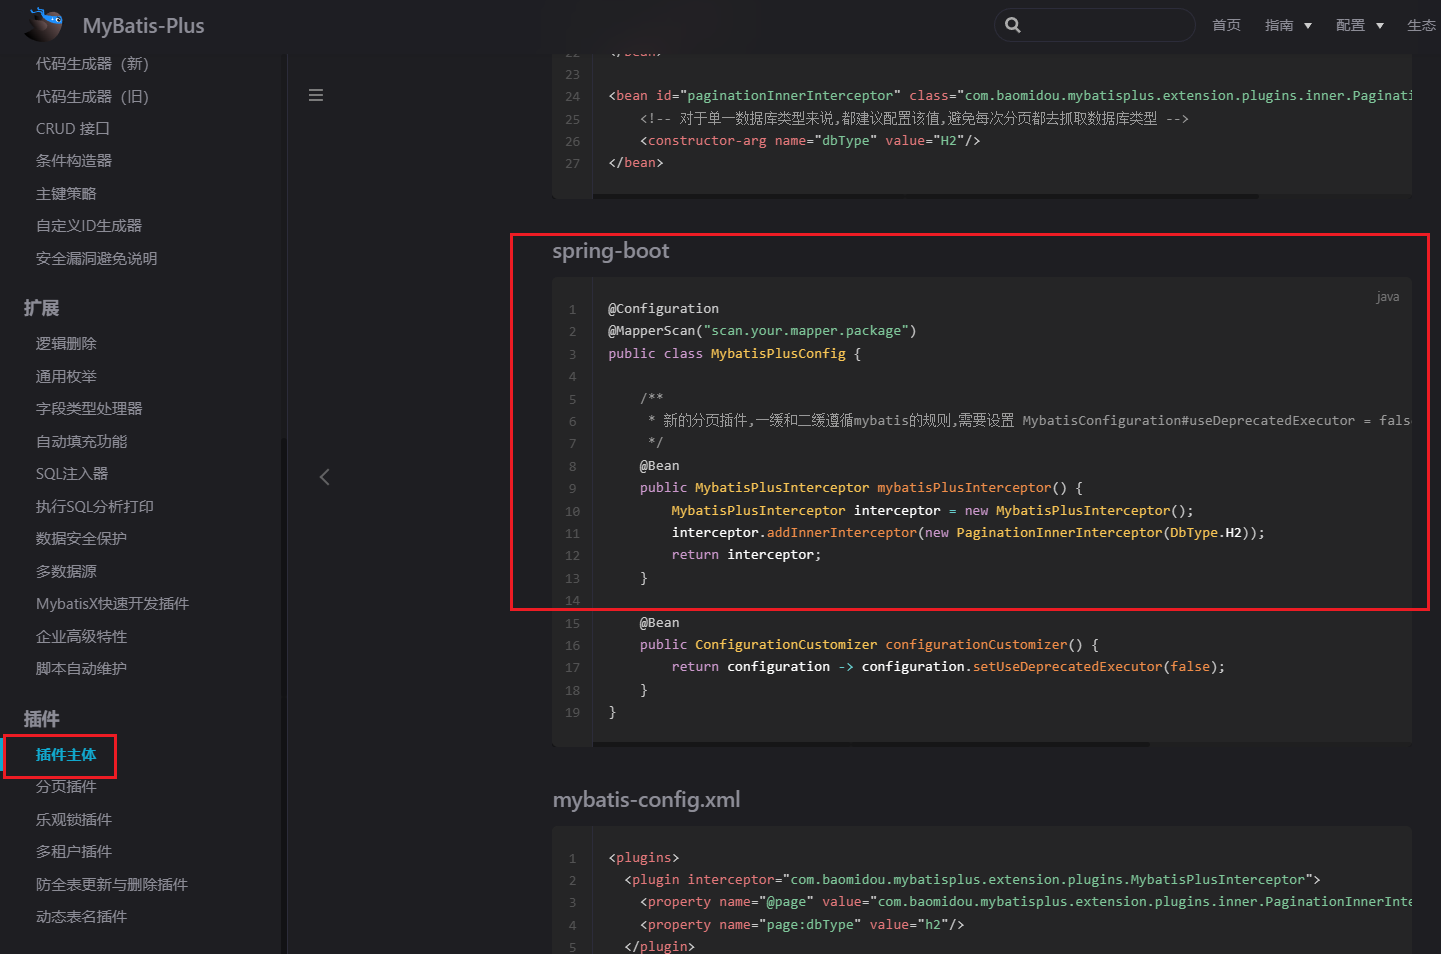 MyBatis-Plus
首页
指南
配置
生态
代码生成器（新）
代码生成器（旧）
CRUD 接口
条件构造器
主键策略
自定义ID生成器
安全漏洞避免说明
扩展
逻辑删除
通用枚举
字段类型处理器
自动填充功能
SQL注入器
执行SQL分析打印
数据安全保护
多数据源
MybatisX快速开发插件
企业高级特性
脚本自动维护
插件
插件主体
分页插件
乐观锁插件
多租户插件
防全表更新与删除插件
动态表名插件
22 </bean>
23
24 <bean id="paginationInnerInterceptor" class="com.baomidou.mybatisplus.extension.plugins.inner.Paginati
25 <!-- 对于单一数据库类型来说,都建议配置该值,避免每次分页都去抓取数据库类型 -->
26 <constructor-arg name="dbType" value="H2"/>
27 </bean>
spring-boot
java
1 @Configuration
2 @MapperScan("scan.your.mapper.package")
3 public class MybatisPlusConfig {
4
5 /**
6 * 新的分页插件,一缓和二缓遵循mybatis的规则,需要设置 MybatisConfiguration#useDeprecatedExecutor = fals
7 */
8 @Bean
9 public MybatisPlusInterceptor mybatisPlusInterceptor() {
10 MybatisPlusInterceptor interceptor = new MybatisPlusInterceptor();
11 interceptor.addInnerInterceptor(new PaginationInnerInterceptor(DbType.H2));
12 return interceptor;
13 }
14
15 @Bean
16 public ConfigurationCustomizer configurationCustomizer() {
17 return configuration -> configuration.setUseDeprecatedExecutor(false);
18 }
19 }
mybatis-config.xml
1 <plugins>
2 <plugin interceptor="com.baomidou.mybatisplus.extension.plugins.MybatisPlusInterceptor">
3 <property name="@page" value="com.baomidou.mybatisplus.extension.plugins.inner.PaginationInnerInte
4 <property name="page:dbType" value="h2"/>
5 </plugin>